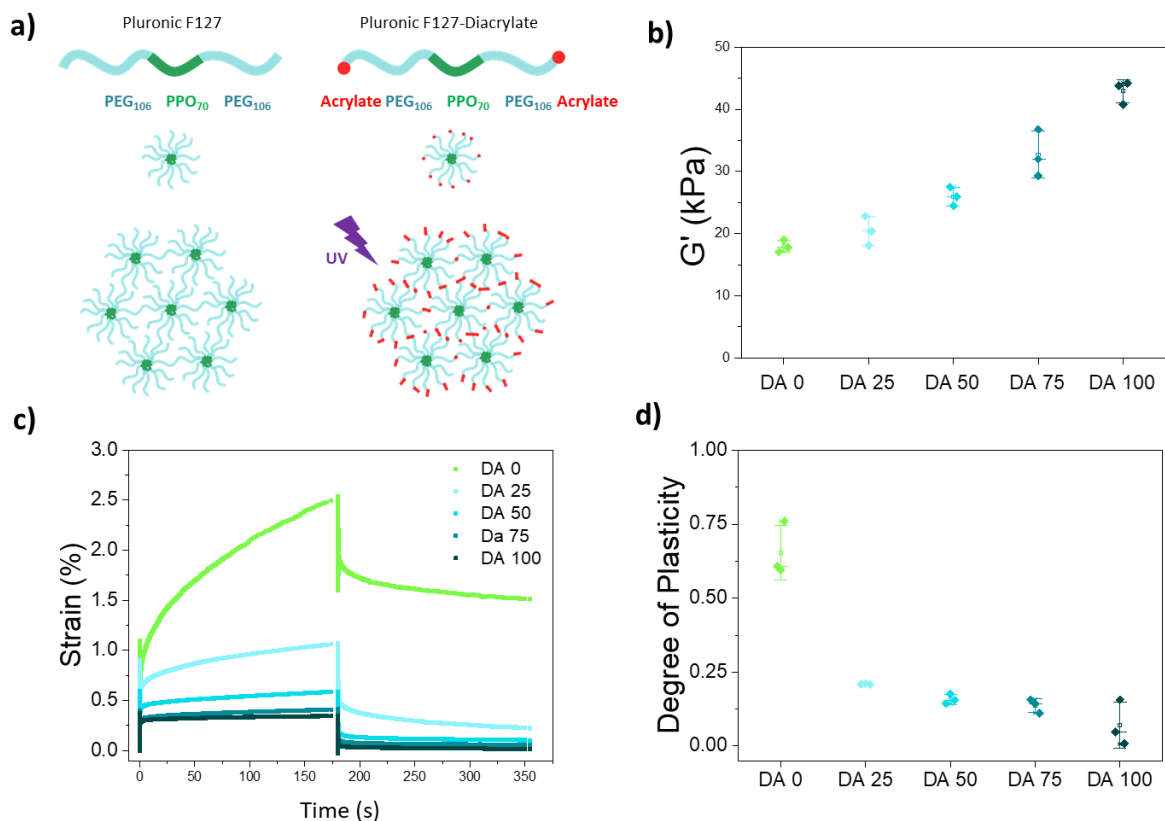 a)
Pluronic F127
Pluronic F127-Diacrylate
PEG106 PPO70 PEG106
Acrylate PEG106 PPO70 PEG106 Acrylate
UV
b)
G' (kPa)
50
40
30
20
10
0
DA 0 DA 25 DA 50 DA 75 DA 100
c)
Strain (%)
3.0
2.5
2.0
1.5
1.0
0.5
0.0
DA 0
DA 25
DA 50
Da 75
DA 100
0 50 100 150 200 250 300 350
Time (s)
d)
Degree of Plasticity
1.00
0.75
0.50
0.25
0.00
DA 0 DA 25 DA 50 DA 75 DA 100